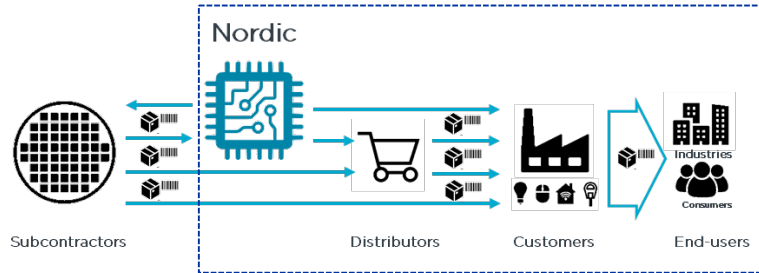 Nordic
Industries
Consumers
Subcontractors
Distributors
Customers
End-users